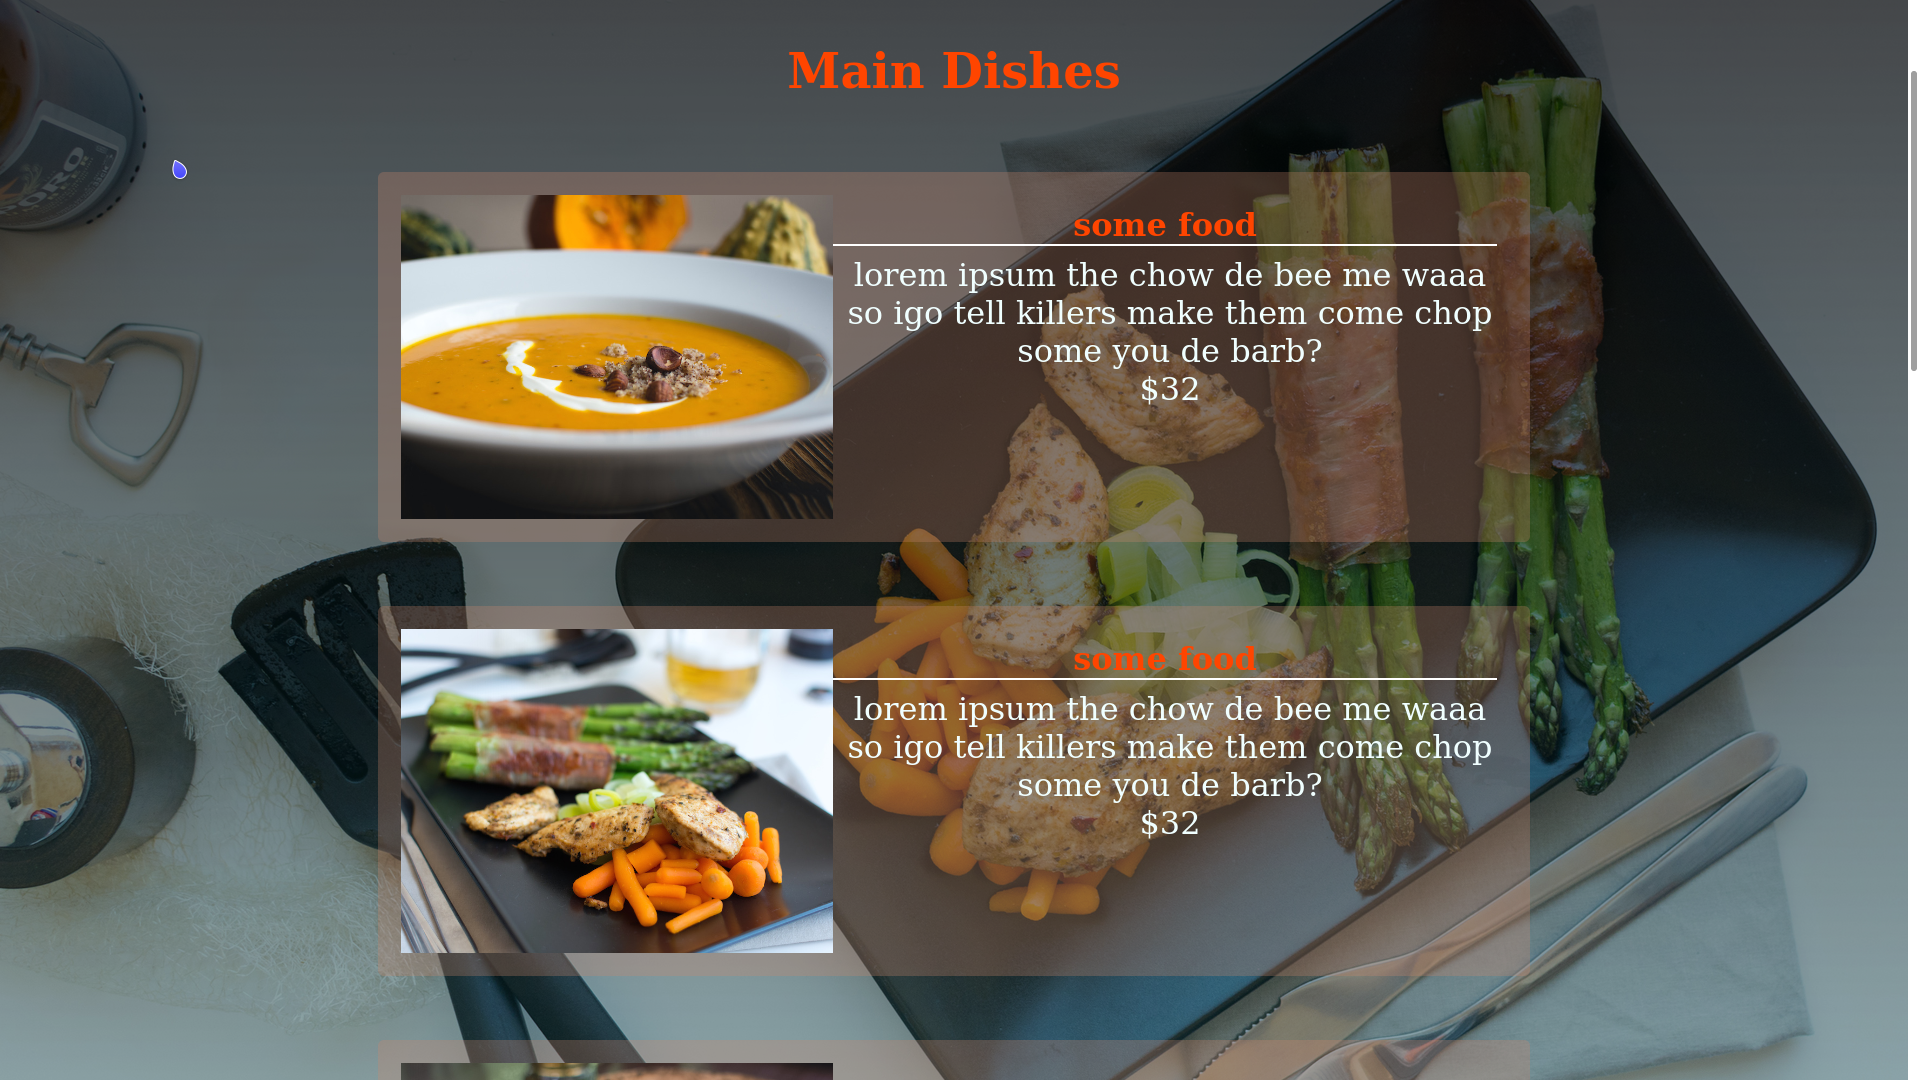 Main Dishes
some food
lorem ipsum the chow de bee me waaa
so igo tell killers make them come chop
some you de barb?
$32
some food
lorem ipsum the chow de bee me waaa
so igo tell killers make them come chop
some you de barb?
$32